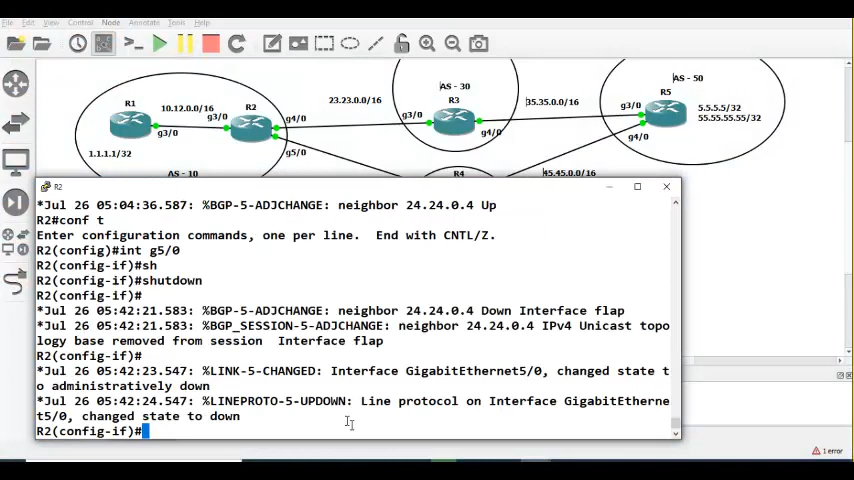 File Edit View Control Node Annotate Tools Help
AS - 30
AS - 50
R1
10.12.0.0/16
g3/0
R2
g4/0
23.23.0.0/16
R3
35.35.0.0/16
g3/0
R5
5.5.5.5/32
55.55.55.55/32
g3/0
g3/0
g4/0
g4/0
g5/0
1.1.1.1/32
AS - 10
R4
45.45.0.0/16
R2
*Jul 26 05:04:36.587: %BGP-5-ADJCHANGE: neighbor 24.24.0.4 Up
R2#conf t
Enter configuration commands, one per line.  End with CNTL/Z.
R2(config)#int g5/0
R2(config-if)#sh
R2(config-if)#shutdown
R2(config-if)#
*Jul 26 05:42:21.583: %BGP-5-ADJCHANGE: neighbor 24.24.0.4 Down Interface flap
*Jul 26 05:42:21.583: %BGP_SESSION-5-ADJCHANGE: neighbor 24.24.0.4 IPv4 Unicast topo
logy base removed from session  Interface flap
R2(config-if)#
*Jul 26 05:42:23.547: %LINK-5-CHANGED: Interface GigabitEthernet5/0, changed state t
o administratively down
*Jul 26 05:42:24.547: %LINEPROTO-5-UPDOWN: Line protocol on Interface GigabitEtherne
t5/0, changed state to down
R2(config-if)#
1 error